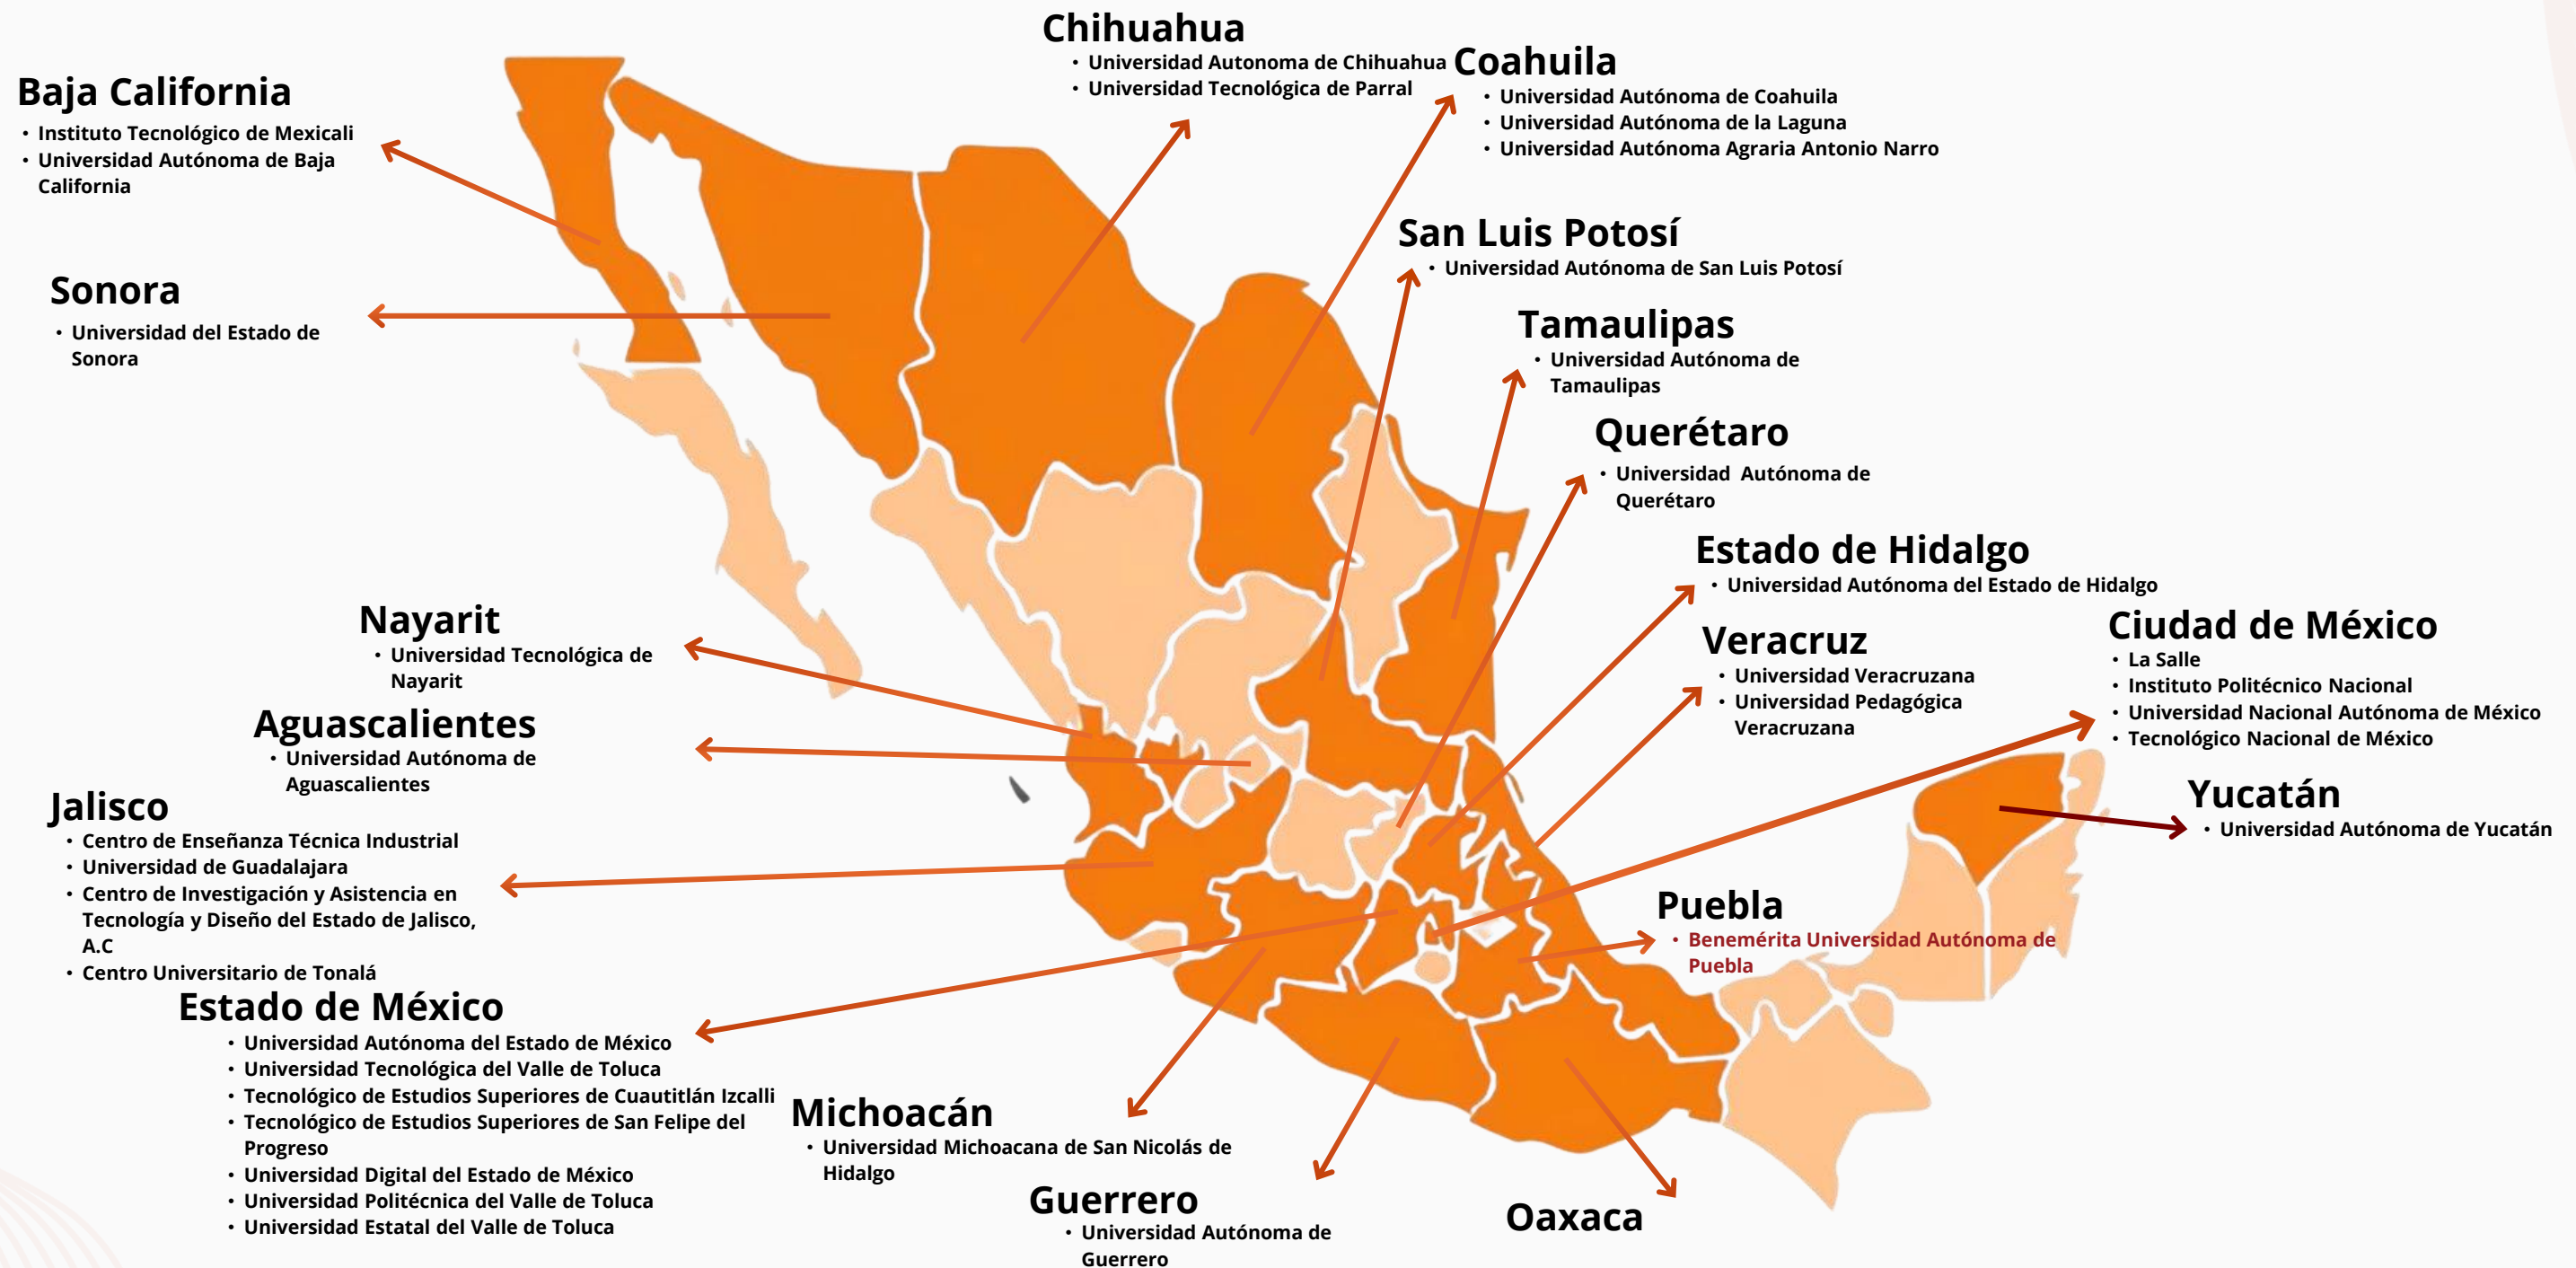 Chihuahua
• Universidad Autonoma de Chihuahua
• Universidad Tecnológica de Parral
Coahuila
• Universidad Autónoma de Coahuila
• Universidad Autónoma de la Laguna
• Universidad Autónoma Agraria Antonio Narro
Baja California
• Instituto Tecnológico de Mexicali
• Universidad Autónoma de Baja
California
San Luis Potosí
• Universidad Autónoma de San Luis Potosí
Sonora
• Universidad del Estado de
Sonora
Tamaulipas
• Universidad Autónoma de
Tamaulipas
Querétaro
• Universidad Autónoma de
Querétaro
Estado de Hidalgo
• Universidad Autónoma del Estado de Hidalgo
Nayarit
• Universidad Tecnológica de
Nayarit
Veracruz
• Universidad Veracruzana
• Universidad Pedagógica
Veracruzana
Ciudad de México
• La Salle
• Instituto Politécnico Nacional
• Universidad Nacional Autónoma de México
• Tecnológico Nacional de México
Aguascalientes
• Universidad Autónoma de
Aguascalientes
Yucatán
• Universidad Autónoma de Yucatán
Jalisco
• Centro de Enseñanza Técnica Industrial
• Universidad de Guadalajara
• Centro de Investigación y Asistencia en
Tecnología y Diseño del Estado de Jalisco,
A.C
• Centro Universitario de Tonalá
Puebla
• Benemérita Universidad Autónoma de
Puebla
Estado de México
• Universidad Autónoma del Estado de México
• Universidad Tecnológica del Valle de Toluca
• Tecnológico de Estudios Superiores de Cuautitlán Izcalli
• Tecnológico de Estudios Superiores de San Felipe del
Progreso
• Universidad Digital del Estado de México
• Universidad Politécnica del Valle de Toluca
• Universidad Estatal del Valle de Toluca
Michoacán
• Universidad Michoacana de San Nicolás de
Hidalgo
Guerrero
• Universidad Autónoma de
Guerrero
Oaxaca